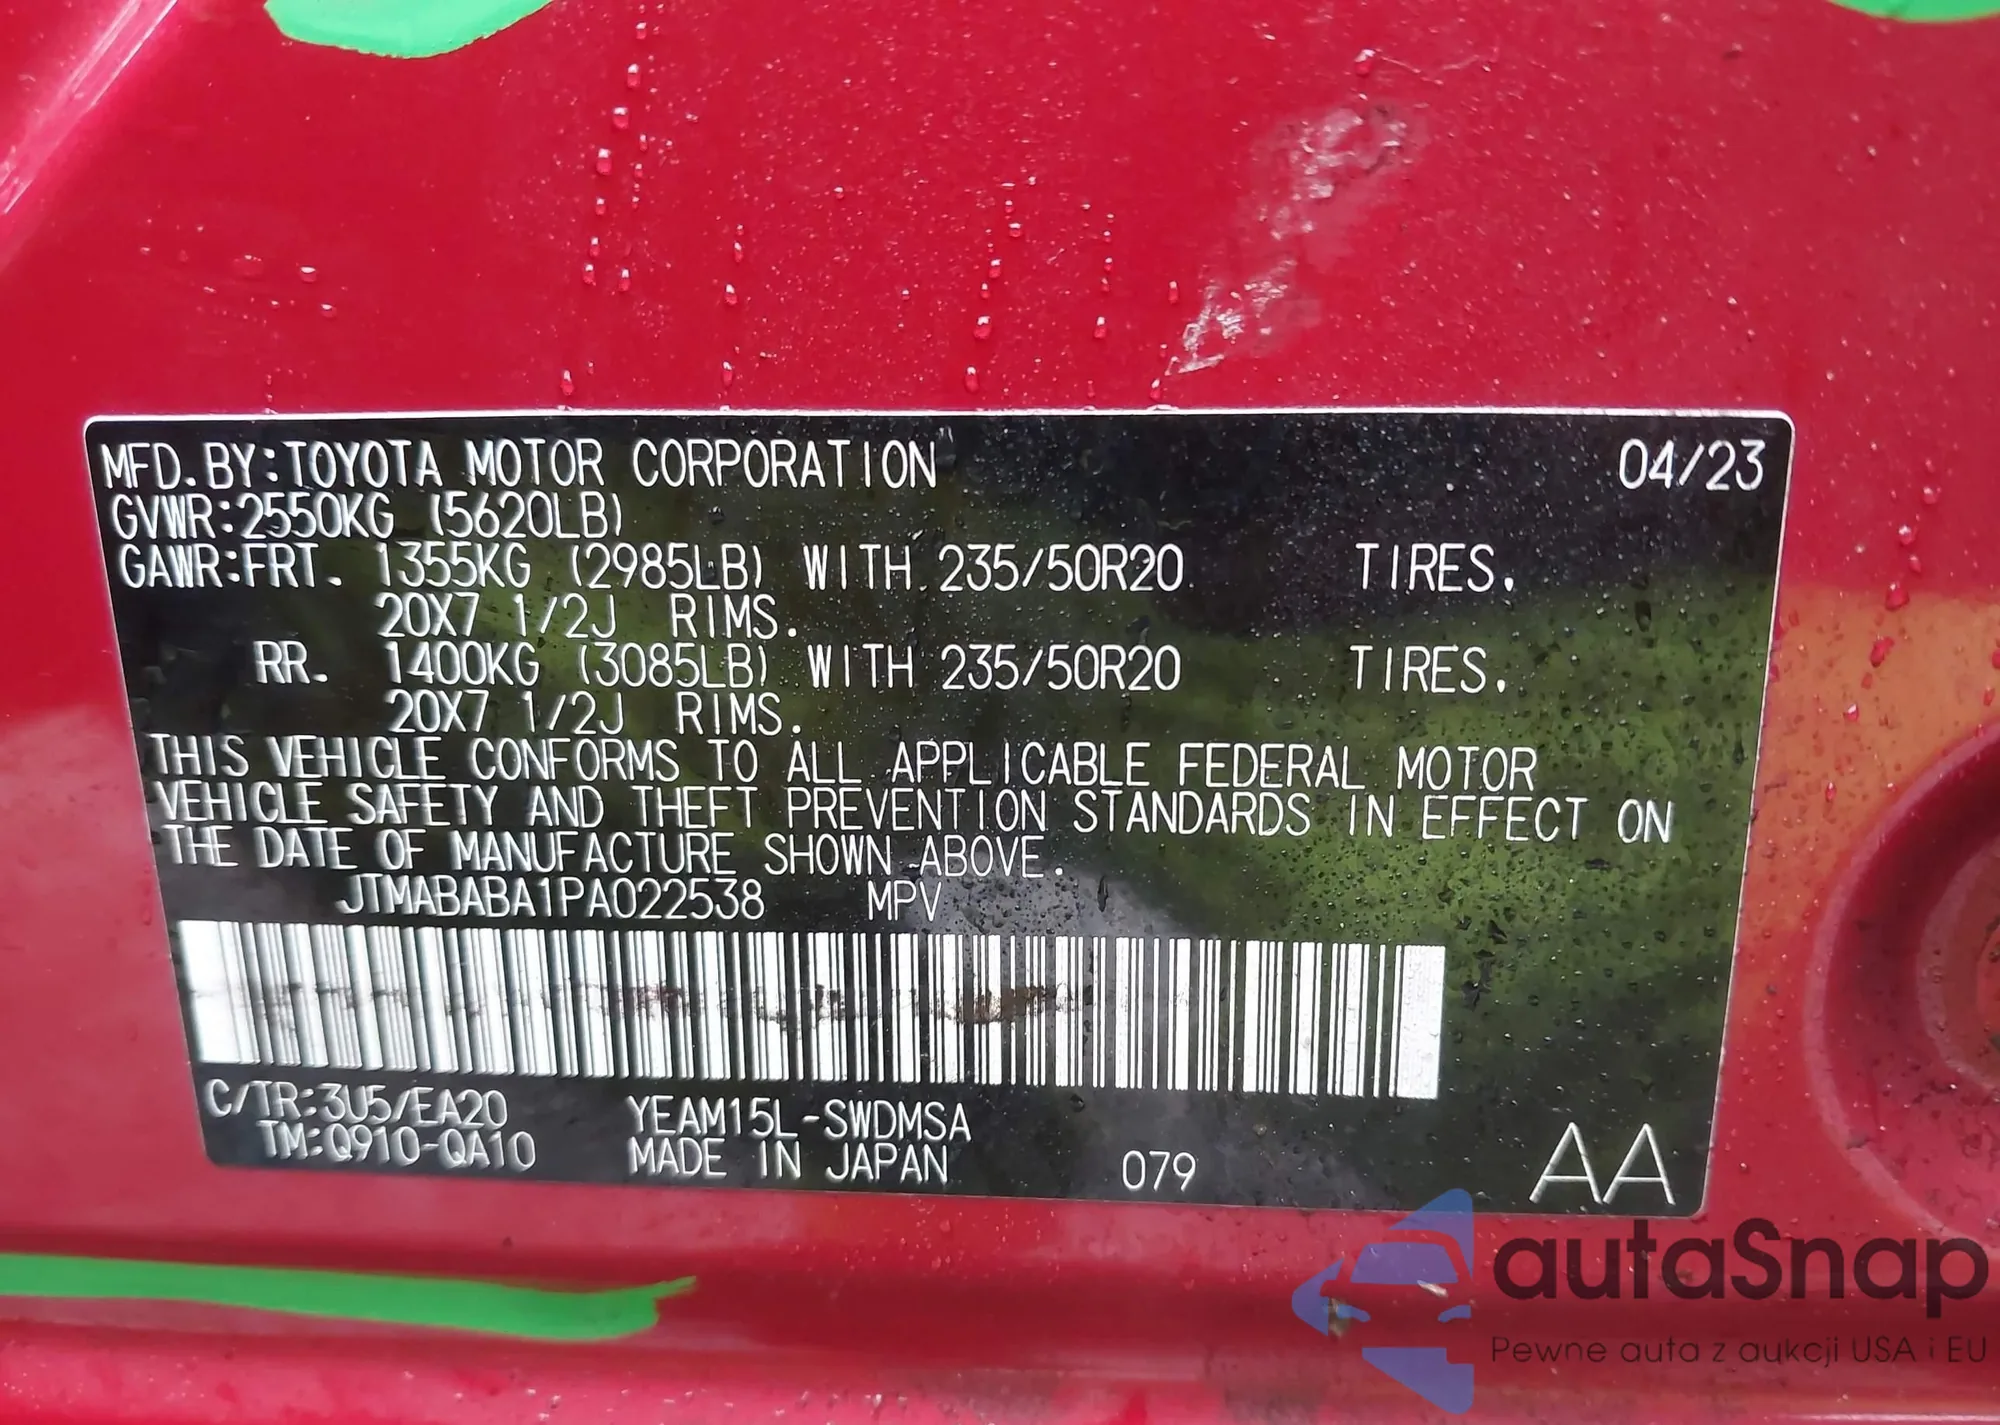 MFD.BY:TOYOTA MOTOR CORPORATION 04/23
GVWR:2550KG (5620LB)
GAWR:FRT. 1355KG (2985LB) WITH 235/50R20 TIRES.
20X7 1/2J RIMS.
RR. 1400KG (3085LB) WITH 235/50R20 TIRES.
20X7 1/2J RIMS.
THIS VEHICLE CONFORMS TO ALL APPLICABLE FEDERAL MOTOR
VEHICLE SAFETY AND THEFT PREVENTION STANDARDS IN EFFECT ON
THE DATE OF MANUFACTURE SHOWN ABOVE.
JTMABABA1PA022538 MPV
C/TR:3U5/EA20 YEAM15L-SWDMSA
TM:Q910-QA10 MADE IN JAPAN 079 AA
autaSnap
Pewne auta z aukcji USA i EU